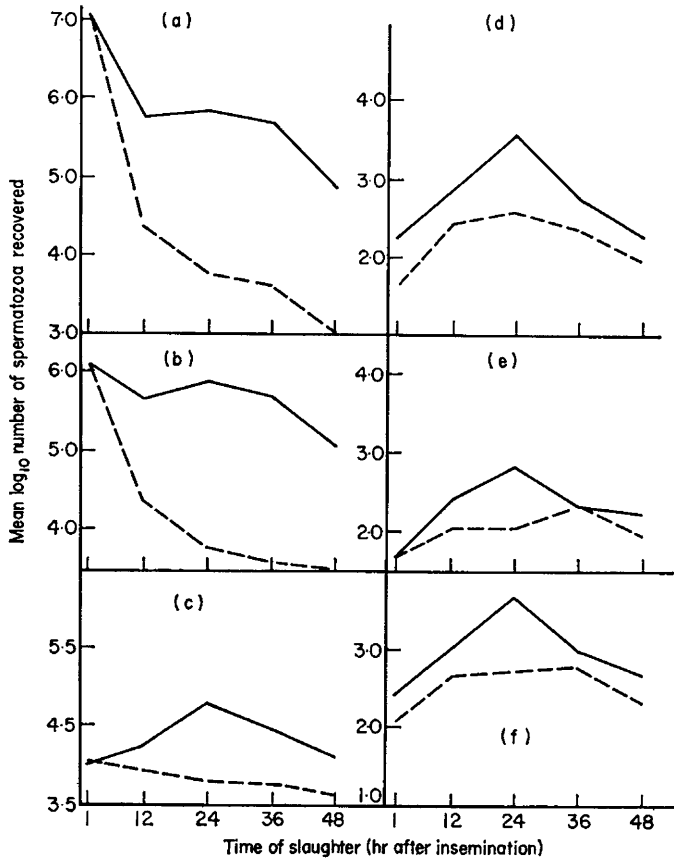 Mean log10 number of spermatozoa recovered
(a)
7·0
6·0
5·0
4·0
3·0
(b)
6·0
5·0
4·0
(c)
5·5
4·5
3·5
1 12 24 36 48
(d)
4·0
3·0
2·0
(e)
4·0
3·0
2·0
3·0
2·0
(f)
1·0
1 12 24 36 48
Time of slaughter (hr after insemination)